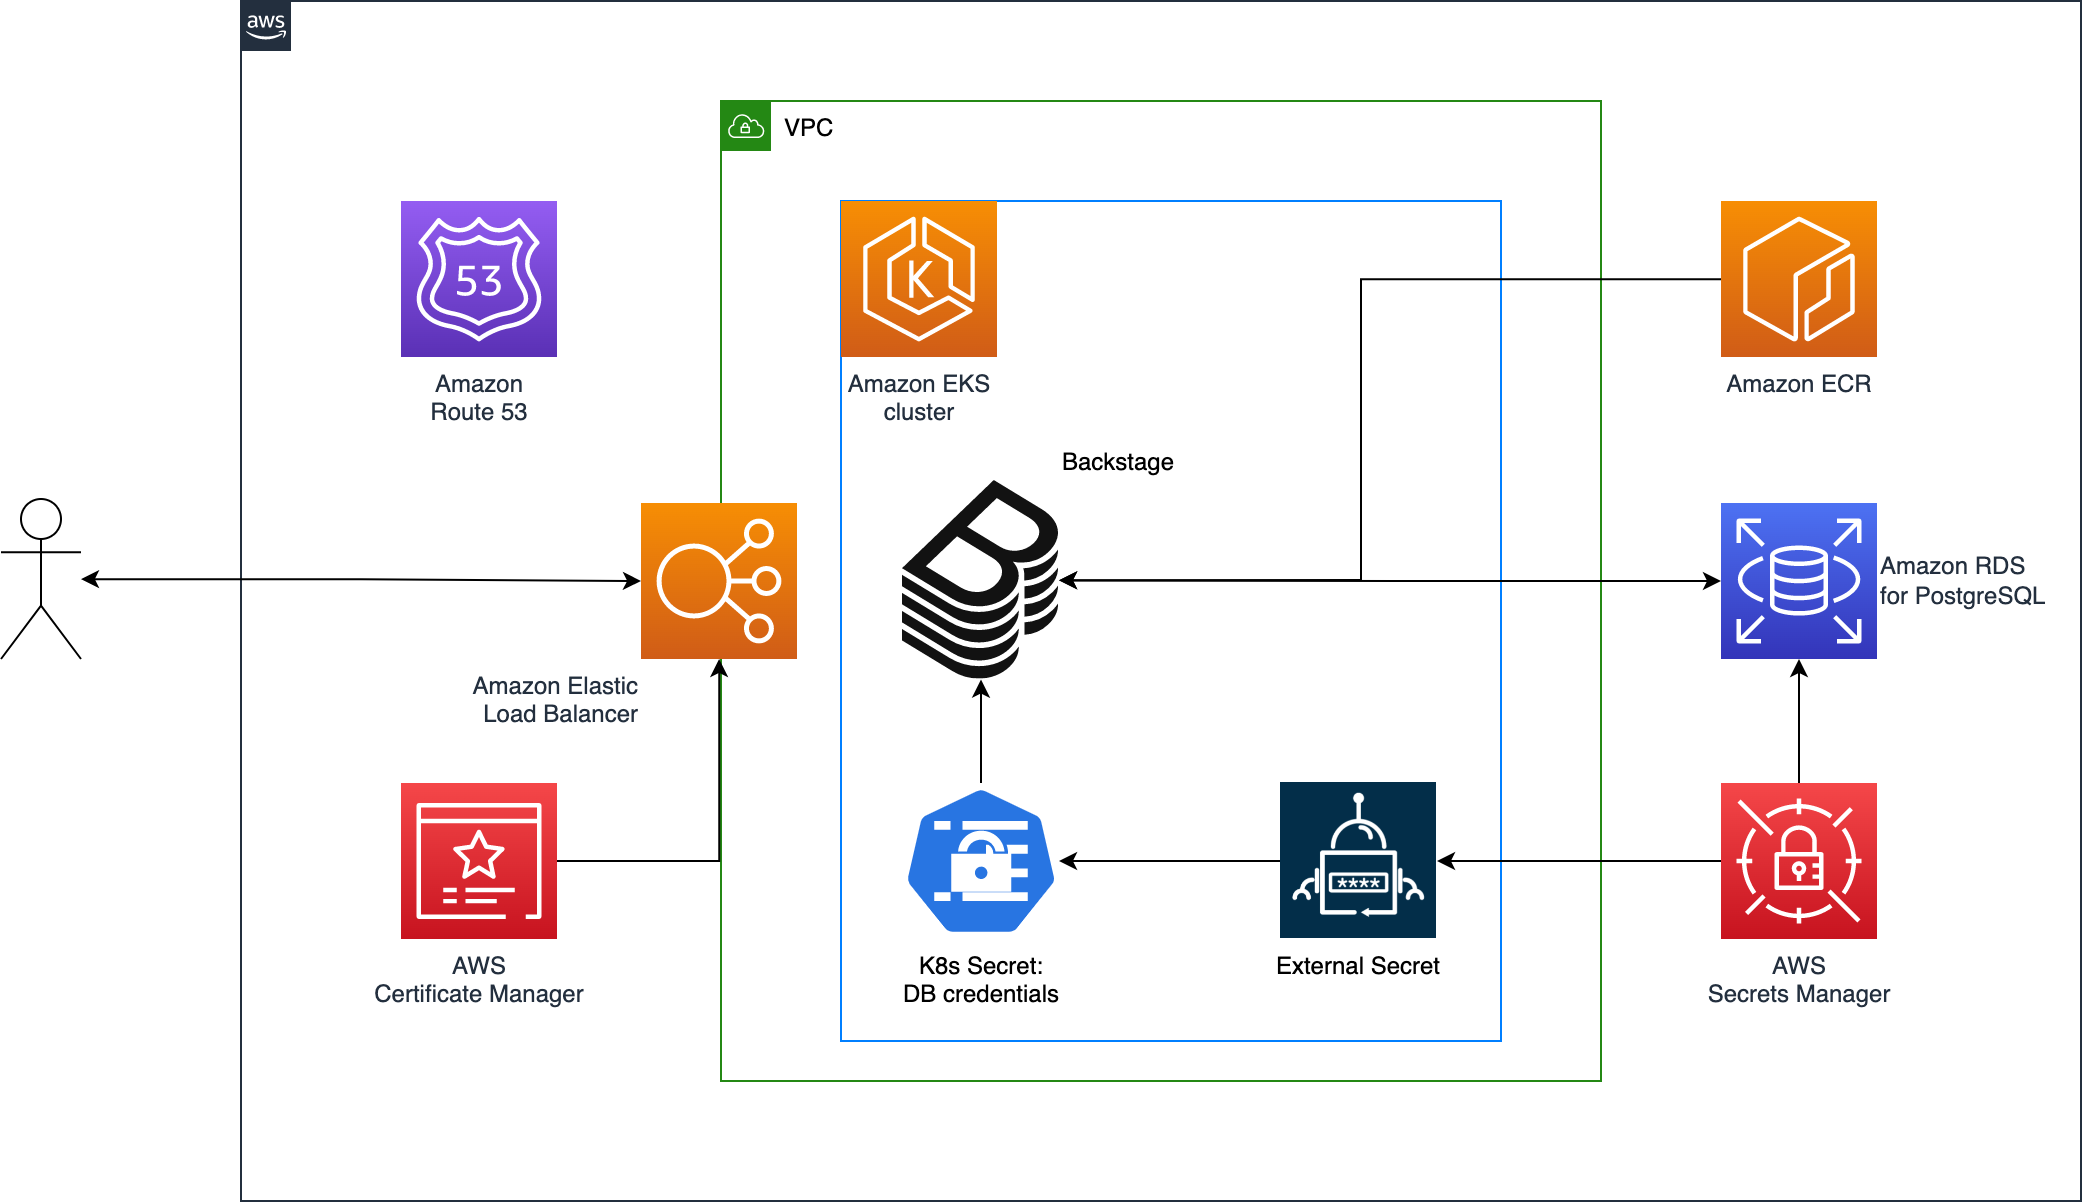 aws
VPC
53
K
Amazon
Route 53
Amazon EKS
cluster
Amazon ECR
Backstage
Amazon RDS
for PostgreSQL
Amazon Elastic
Load Balancer
****
AWS
Certificate Manager
K8s Secret:
DB credentials
External Secret
AWS
Secrets Manager